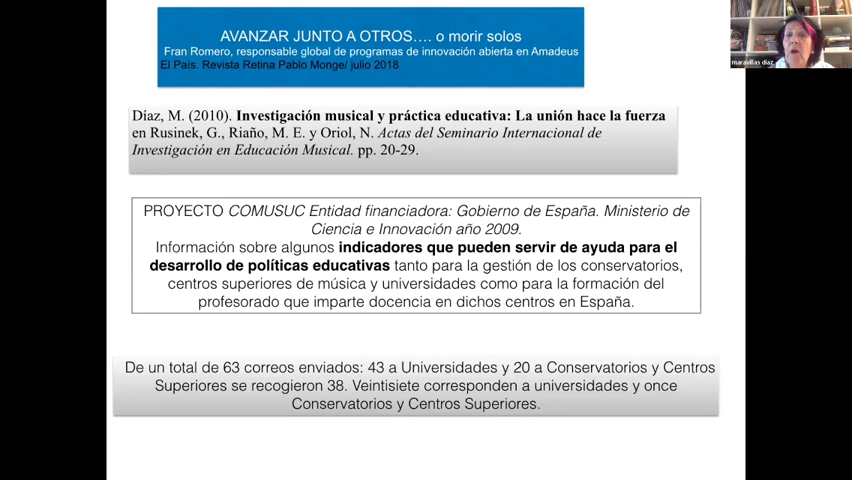 AVANZAR JUNTO A OTROS.... o morir solos
Fran Romero, responsable global de programas de innovación abierta en Amadeus
El País. Revista Retina Pablo Monge/ julio 2018
Díaz, M. (2010). Investigación musical y práctica educativa: La unión hace la fuerza
en Rusinek, G., Riaño, M. E. y Oriol, N. Actas del Seminario Internacional de
Investigación en Educación Musical. pp. 20-29.
PROYECTO COMUSUC Entidad financiadora: Gobierno de España. Ministerio de
Ciencia e Innovación año 2009.
Información sobre algunos indicadores que pueden servir de ayuda para el
desarrollo de políticas educativas tanto para la gestión de los conservatorios,
centros superiores de música y universidades como para la formación del
profesorado que imparte docencia en dichos centros en España.
De un total de 63 correos enviados: 43 a Universidades y 20 a Conservatorios y Centros
Superiores se recogieron 38. Veintisiete corresponden a universidades y once
Conservatorios y Centros Superiores.
maravillas díaz